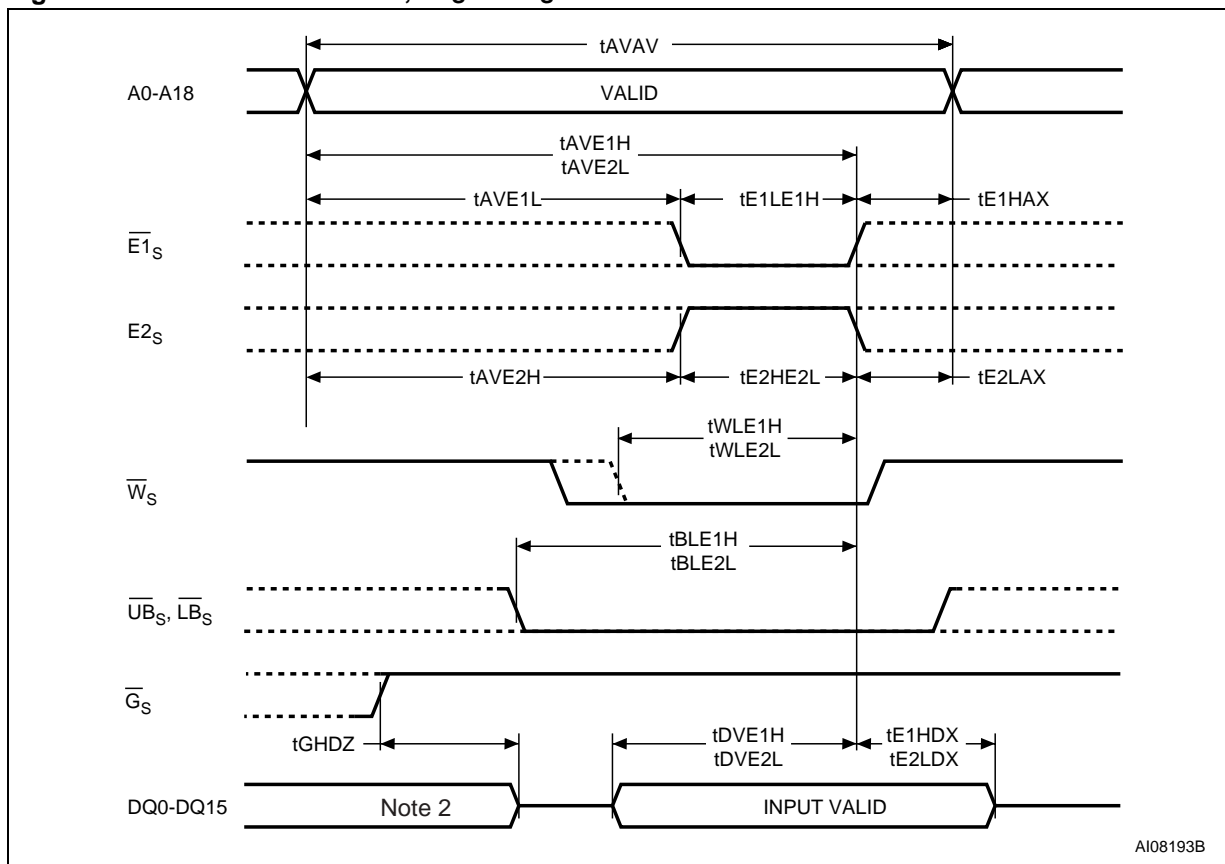 tAVAV
A0-A18
VALID
tAVE1H
tAVE2L
tAVE1L
tE1LE1H
tE1HAX
E1S
E2S
tAVE2H
tE2HE2L
tE2LAX
tWLE1H
tWLE2L
WS
tBLE1H
tBLE2L
UBS, LBS
GS
tGHDZ
tDVE1H
tDVE2L
tE1HDX
tE2LDX
DQ0-DQ15
Note 2
INPUT VALID
AI08193B